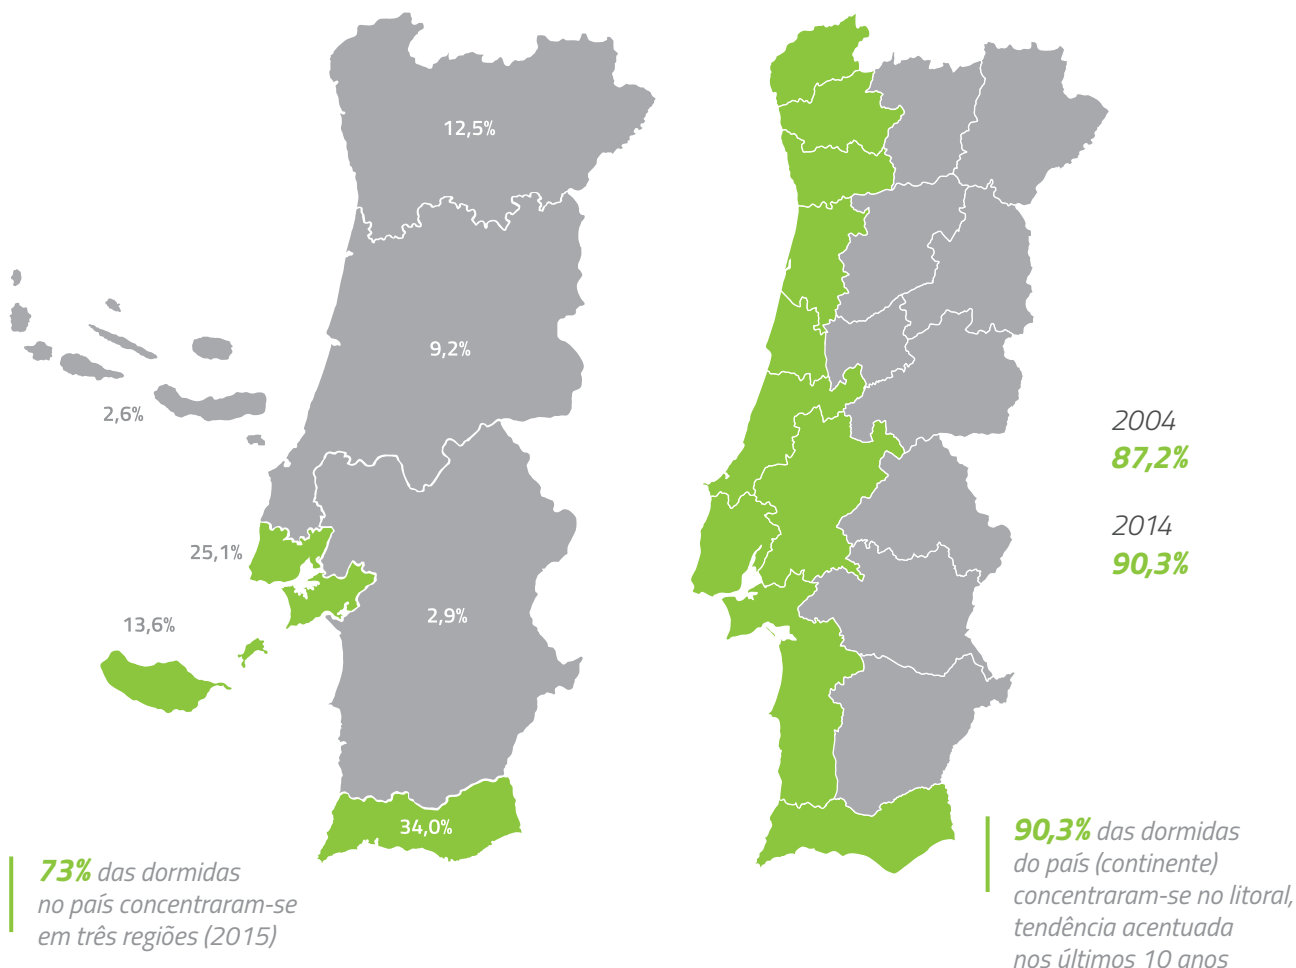 12,5%
9,2%
2,6%
25,1%
13,6%
2,9%
34,0%
73% das dormidas
no país concentraram-se
em três regiões (2015)
2004
87,2%
2014
90,3%
90,3% das dormidas
do país (continente)
concentraram-se no litoral,
tendência acentuada
nos últimos 10 anos